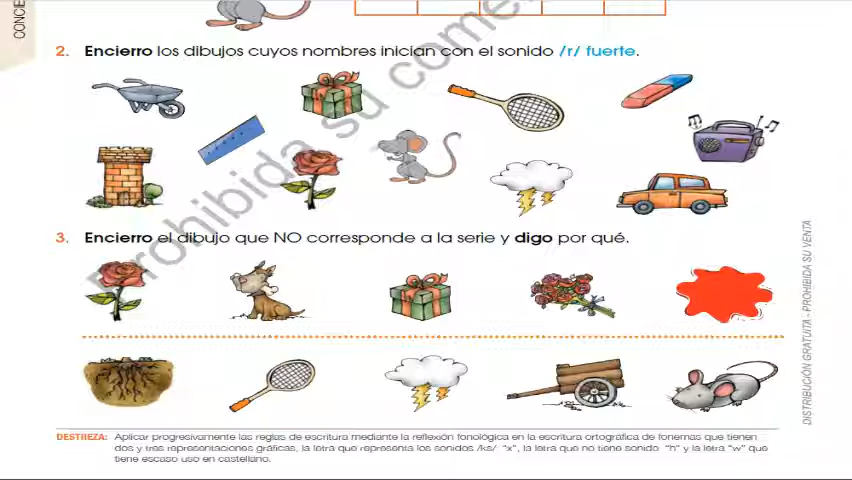 CONCIE
2. Encierro los dibujos cuyos nombres inician con el sonido /r/ fuerte.
Prohibida su come
3. Encierro el dibujo que NO corresponde a la serie y digo por qué.
DISTRIBUCIÓN GRATUITA - PROHIBIDA SU VENTA
DESTREZA: Aplicar progresivamente las reglas de escritura mediante la reflexión fonológica en la escritura ortográfica de fonemas que tienen
dos y tres representaciones gráficas, la letra que representa los sonidos /ks/ "x", la letra que no tiene sonido "h" y la letra "w" que
tiene escaso uso en castellano.